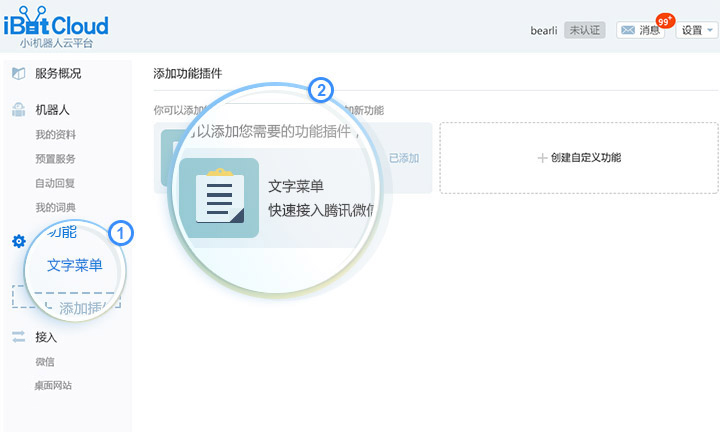 iBotCloud
小i机器人云平台
bearli
未认证
消息
99+
设置
服务概况
机器人
我的资料
预置服务
自动回复
我的词典
1
功能
文字菜单
添加插件
接入
微信
桌面网站
添加功能插件
2
你可以添加
加新功能
可以添加您需要的功能插件，
文字菜单
快速接入腾讯微信
已添加
+ 创建自定义功能